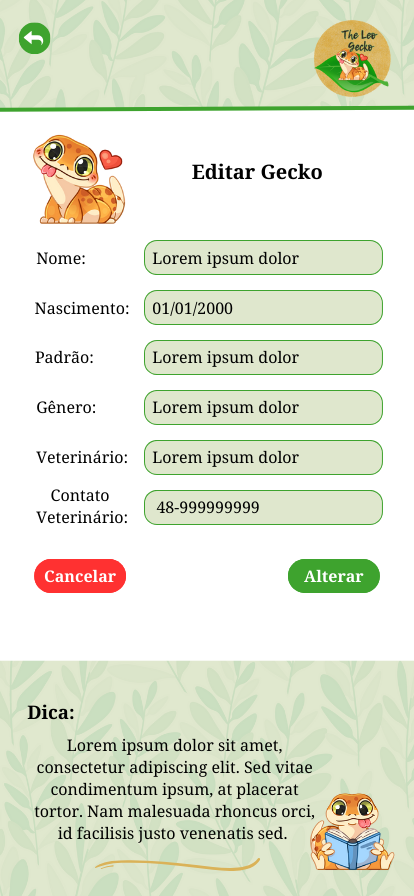 The Leo
Gecko
Editar Gecko
Nome:
Lorem ipsum dolor
Nascimento:
01/01/2000
Padrão:
Lorem ipsum dolor
Gênero:
Lorem ipsum dolor
Veterinário:
Lorem ipsum dolor
Contato
Veterinário:
48-999999999
Cancelar
Alterar
Dica:
Lorem ipsum dolor sit amet,
consectetur adipiscing elit. Sed vitae
condimentum ipsum, at placerat
tortor. Nam malesuada rhoncus orci,
id facilisis justo venenatis sed.